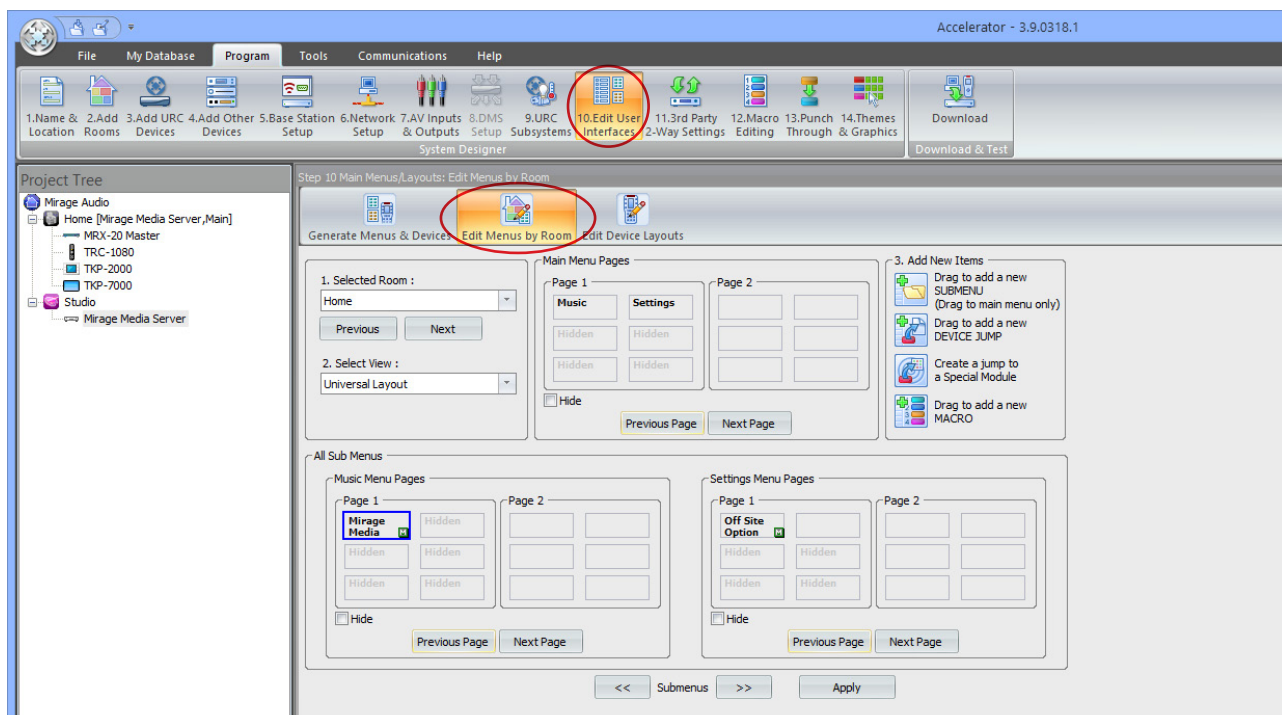 Accelerator - 3.9.0318.1
File My Database Program Tools Communications Help
1.Name & 2.Add 3.Add URC 4.Add Other 5.Base Station 6.Network 7.AV Inputs 8.DMS 9.URC 10.Edit User 11.3rd Party 12.Macro 13.Punch 14.Themes Download
Location Rooms Devices Devices Setup Setup & Outputs Setup Subsystems Interfaces 2-Way Settings Editing Through & Graphics
System Designer Download & Test
Project Tree
Mirage Audio
Home [Mirage Media Server,Main]
MRX-20 Master
TRC-1080
TKP-2000
TKP-7000
Studio
Mirage Media Server
Step 10 Main Menus/Layouts: Edit Menus by Room
Generate Menus & Devices Edit Menus by Room Edit Device Layouts
1. Selected Room :
Home
Previous Next
2. Select View :
Universal Layout
Main Menu Pages
Page 1 Page 2
Music Settings
Hidden Hidden
Hidden Hidden
Hide
Previous Page Next Page
3. Add New Items
Drag to add a new
SUBMENU
(Drag to main menu only)
Drag to add a new
DEVICE JUMP
Create a jump to
a Special Module
Drag to add a new
MACRO
All Sub Menus
Music Menu Pages
Page 1 Page 2
Mirage Hidden
Media M
Hidden Hidden
Hidden Hidden
Hide
Previous Page Next Page
Settings Menu Pages
Page 1 Page 2
Off Site
Option M
Hidden Hidden
Hidden Hidden
Hide
Previous Page Next Page
<< Submenus >> Apply